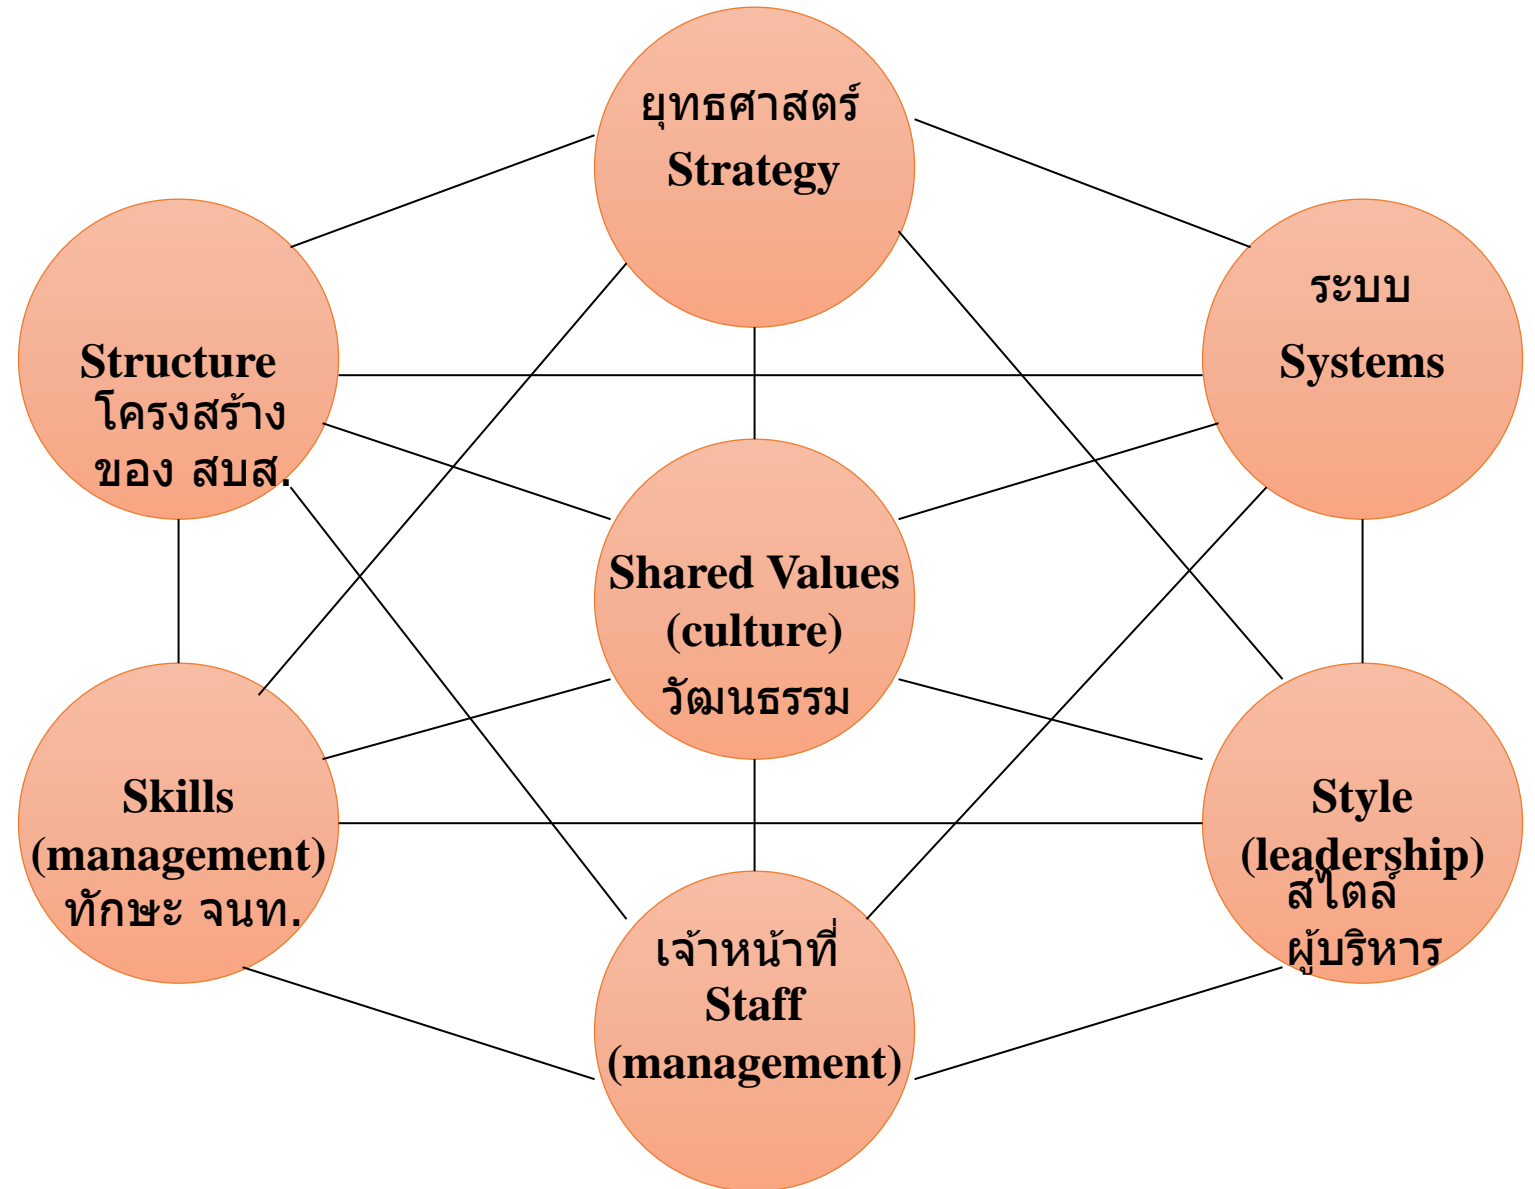 ยุทธศาสตร์
Strategy
Structure
โครงสร้าง
ของ สบส.
ระบบ
Systems
Shared Values
(culture)
วัฒนธรรม
Skills
(management)
ทักษะ จนท.
Style
(leadership)
สไตล์
ผู้บริหาร
เจ้าหน้าที่
Staff
(management)